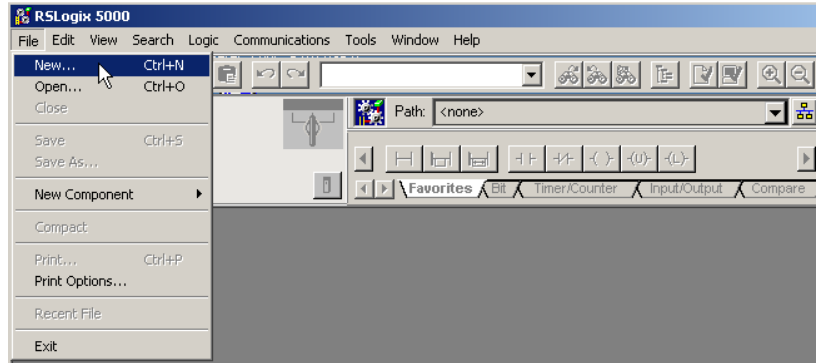 RSLogix 5000
File Edit View Search Logic Communications Tools Window Help
New... Ctrl+N
Open... Ctrl+O
Close
Save Ctrl+S
Save As...
New Component
Compact
Print... Ctrl+P
Print Options...
Recent File
Exit
Path: <none>
(U) (L)
Favorites Bit Timer/Counter Input/Output Compare